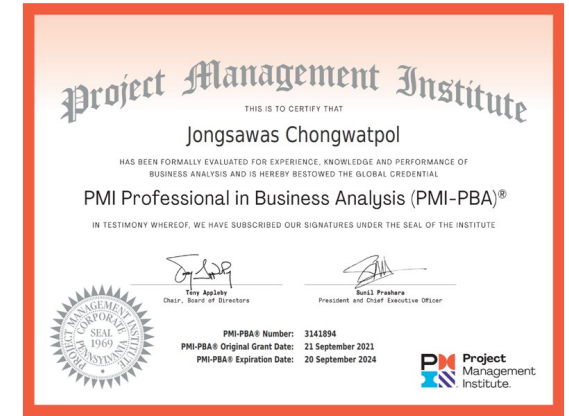 Project Management Institute
THIS IS TO CERTIFY THAT
Jongsawas Chongwatpol
HAS BEEN FORMALLY EVALUATED FOR EXPERIENCE, KNOWLEDGE AND PERFORMANCE OF
BUSINESS ANALYSIS AND IS HEREBY BESTOWED THE GLOBAL CREDENTIAL
PMI Professional in Business Analysis (PMI-PBA)®
IN TESTIMONY WHEREOF, WE HAVE SUBSCRIBED OUR SIGNATURES UNDER THE SEAL OF THE INSTITUTE
Tony Appleby
Chair, Board of Directors
Sunil Prashara
President and Chief Executive Officer
PROJECT MANAGEMENT INSTITUTE
CORPORATE
SEAL
1969
PENNSYLVANIA
PMI-PBA® Number: 3141894
PMI-PBA® Original Grant Date: 21 September 2021
PMI-PBA® Expiration Date: 20 September 2024
Project
Management
Institute.